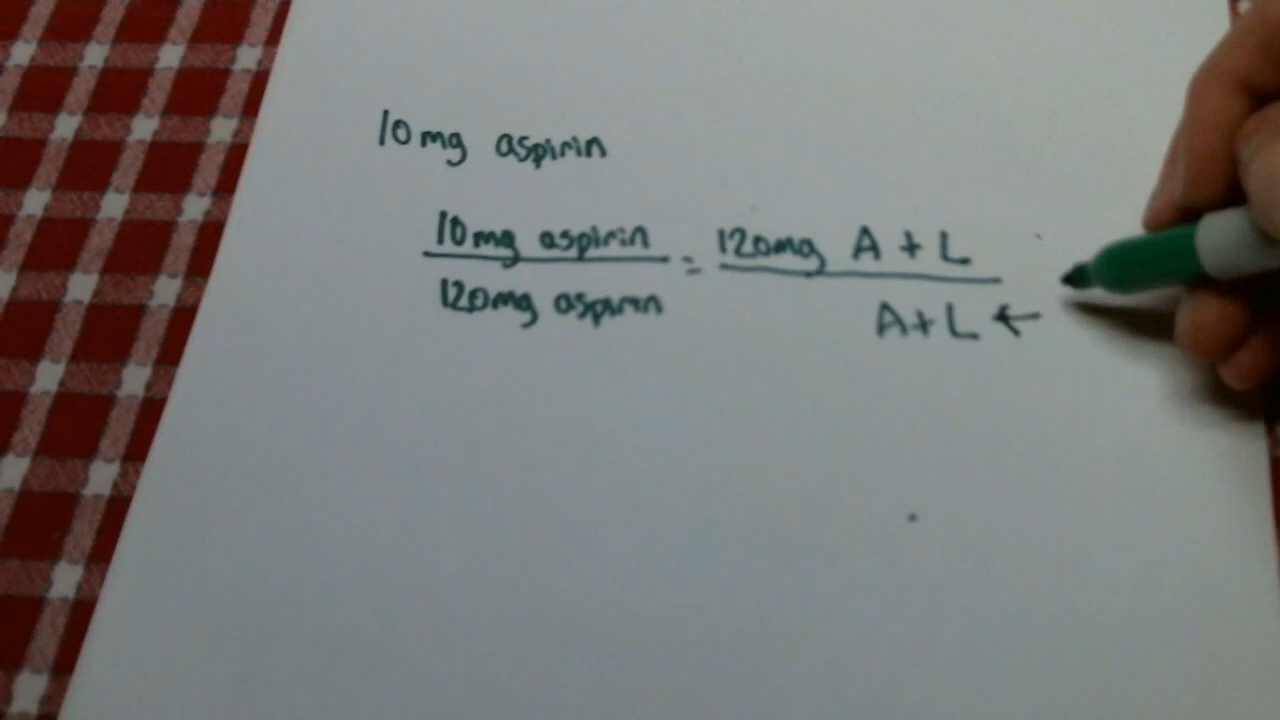 10mg aspirin
10mg aspirin = 120mg A + L
120mg aspirin A+L ←